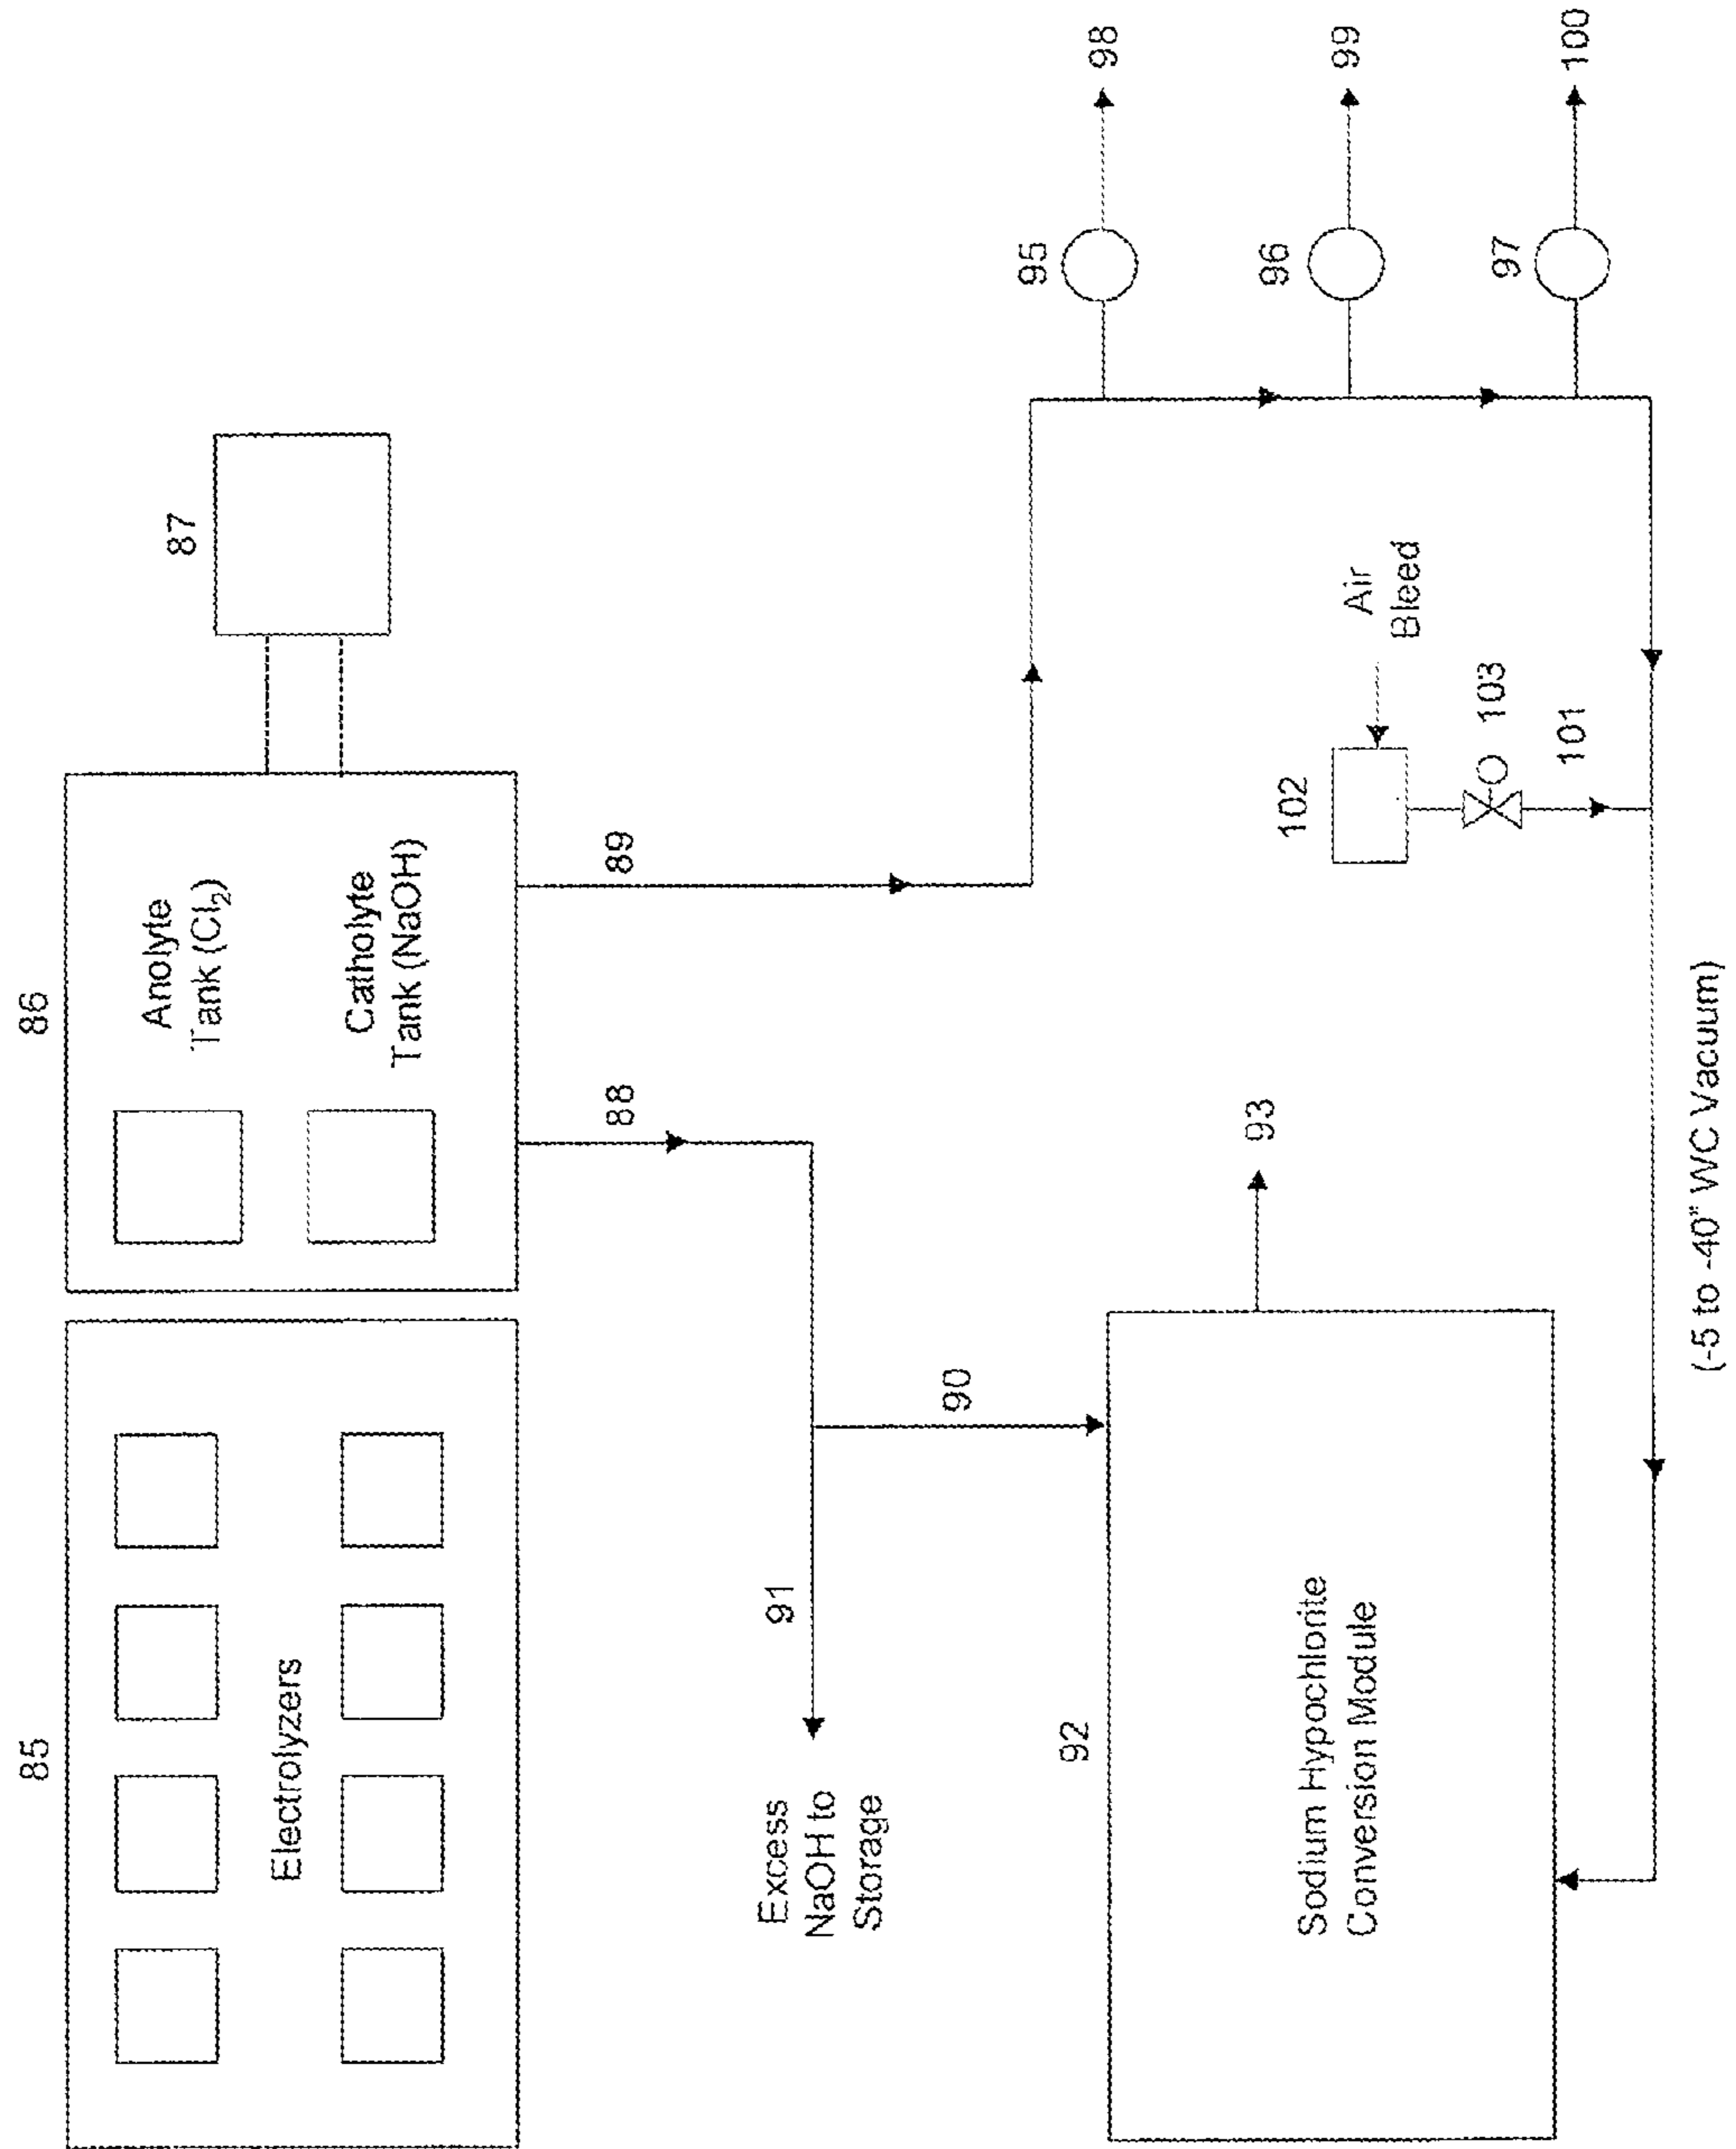 85
Electrolyzers
86
Anolyte
Tank (Cl₂)
Catholyte
Tank (NaOH)
87
88
89
90
91
Excess
NaOH to
Storage
92
Sodium Hypochlorite
Conversion Module
93
95
98
96
99
97
100
Air
Bleed
102
103
101
(-5 to -40" WC Vacuum)